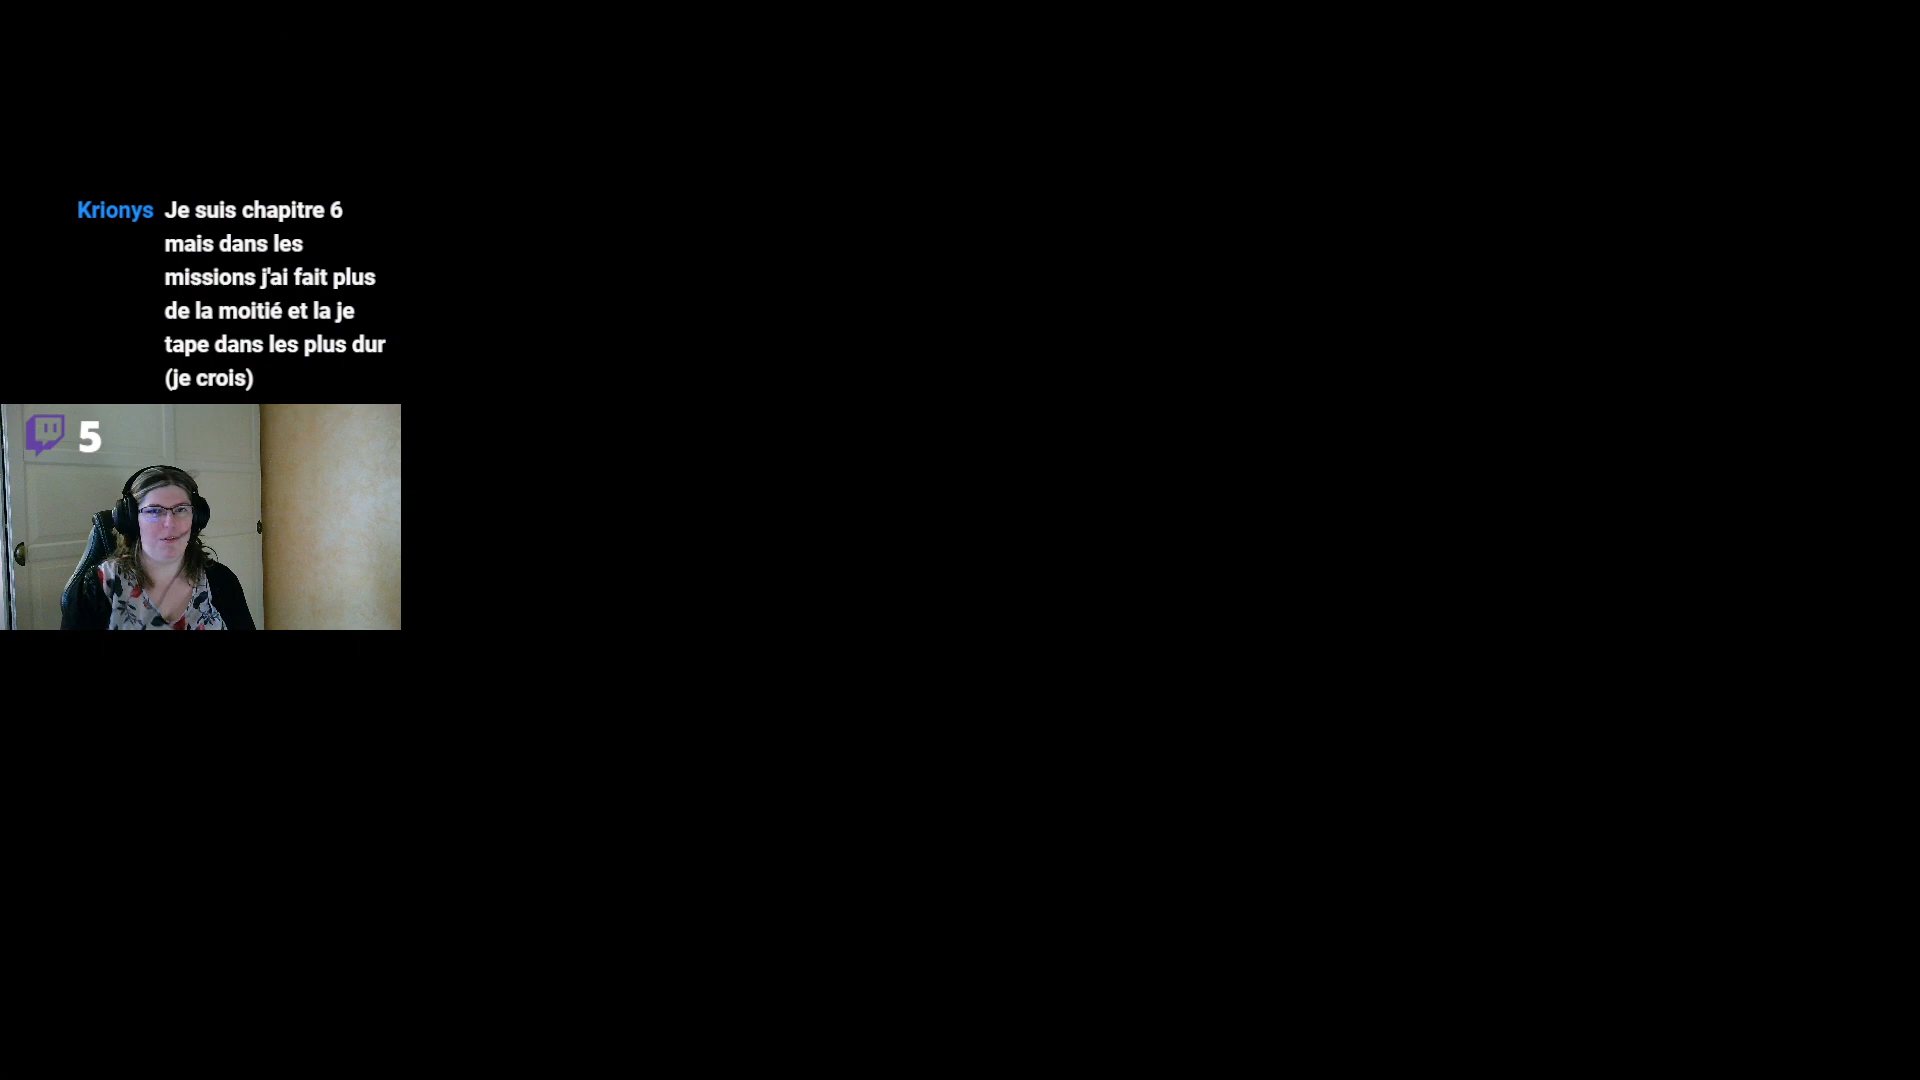 Krionys Je suis chapitre 6
mais dans les
missions j'ai fait plus
de la moitié et la je
tape dans les plus dur
(je crois)
5